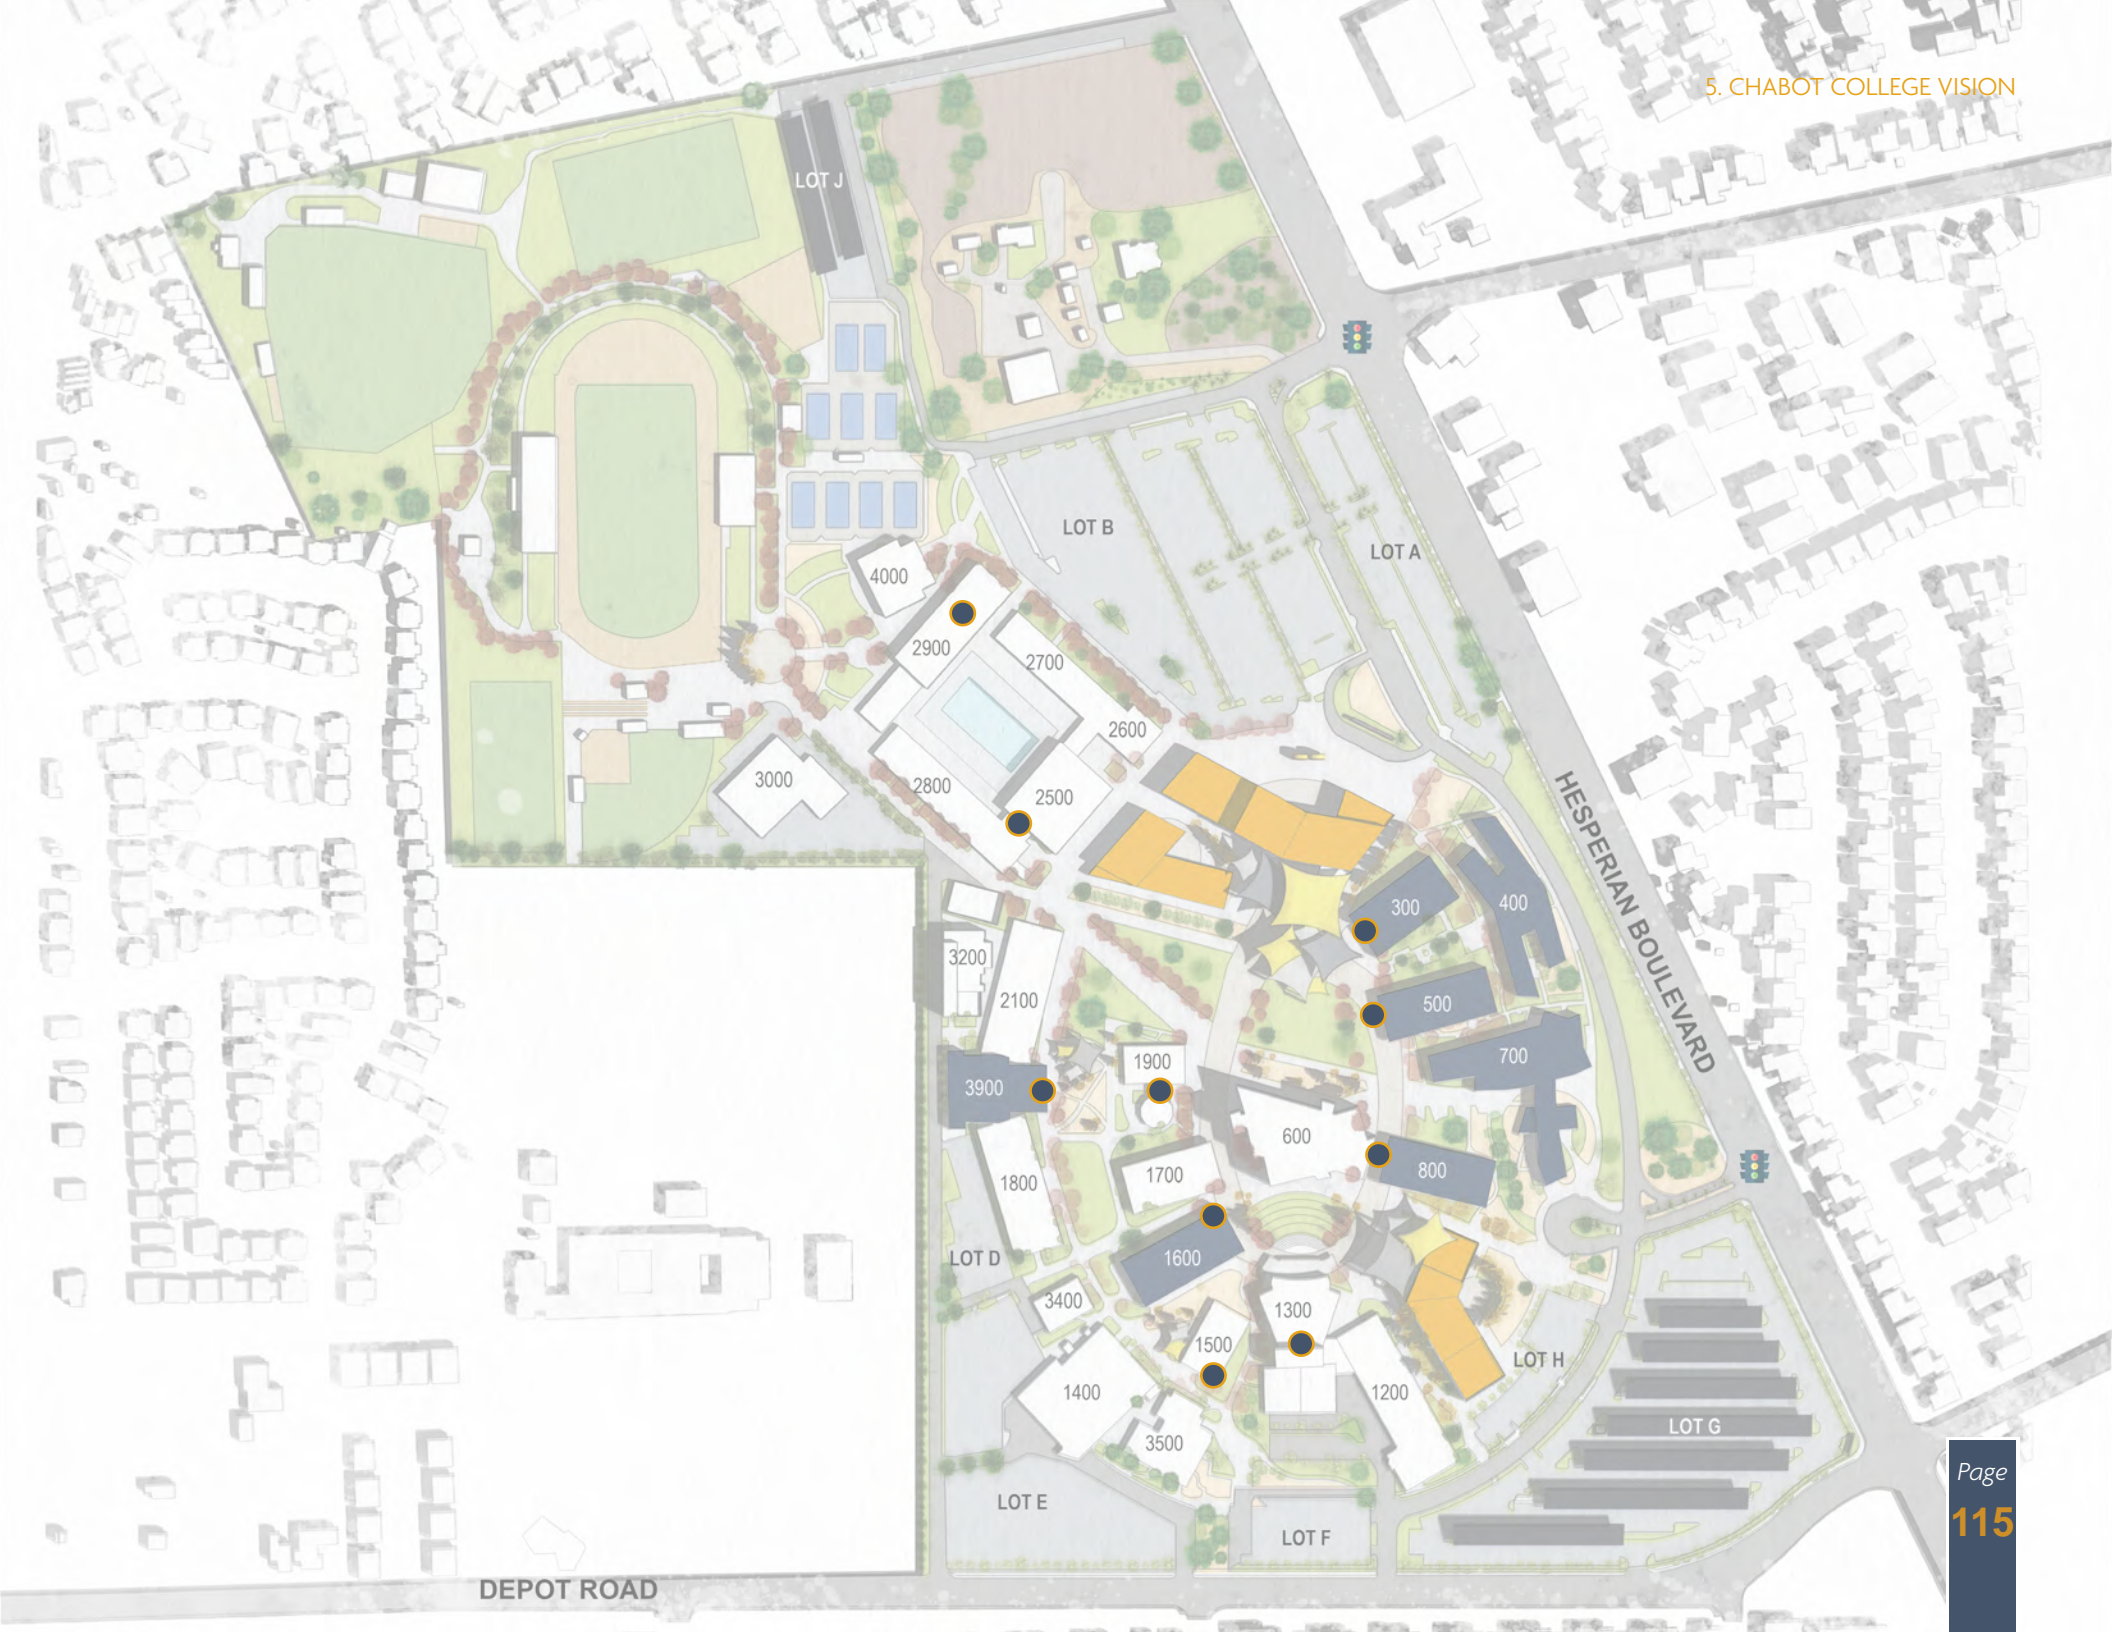 5. CHABOT COLLEGE VISION
LOT J
LOT B
LOT A
4000
2900
2700
2600
3000
2800
2500
HESPERIAN BOULEVARD
300
400
3200
2100
500
700
1900
3900
600
800
1700
1800
LOT D
1600
3400
1300
1500
LOT H
1400
1200
3500
LOT G
LOT E
LOT F
Page
115
DEPOT ROAD